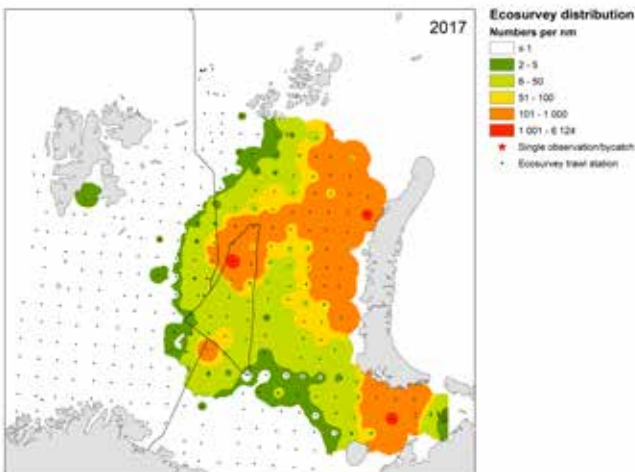 2017
Ecosurvey distribution
Numbers per nm
≤ 1
2 - 5
6 - 50
51 - 100
101 - 1 000
1 001 - 6 124
Single observation/bycatch
Ecosurvey trawl station